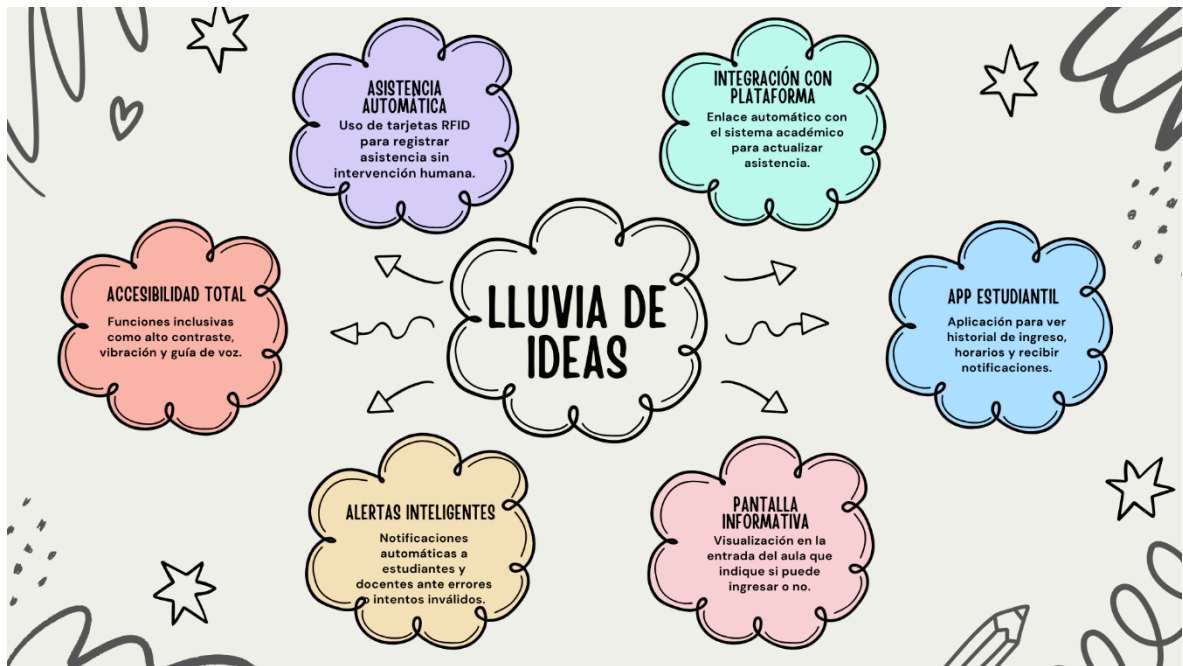 ASISTENCIA
AUTOMÁTICA
Uso de tarjetas RFID
para registrar
asistencia sin
intervención humana.
INTEGRACIÓN CON
PLATAFORMA
Enlace automático con
el sistema académico
para actualizar
asistencia.
ACCESIBILIDAD TOTAL
Funciones inclusivas
como alto contraste,
vibración y guía de voz.
LLUVIA DE
IDEAS
APP ESTUDIANTIL
Aplicación para ver
historial de ingreso,
horarios y recibir
notificaciones.
ALERTAS INTELIGENTES
Notificaciones
automáticas a
estudiantes y
docentes ante errores
o intentos inválidos.
PANTALLA
INFORMATIVA
Visualización en la
entrada del aula que
indique si puede
ingresar o no.